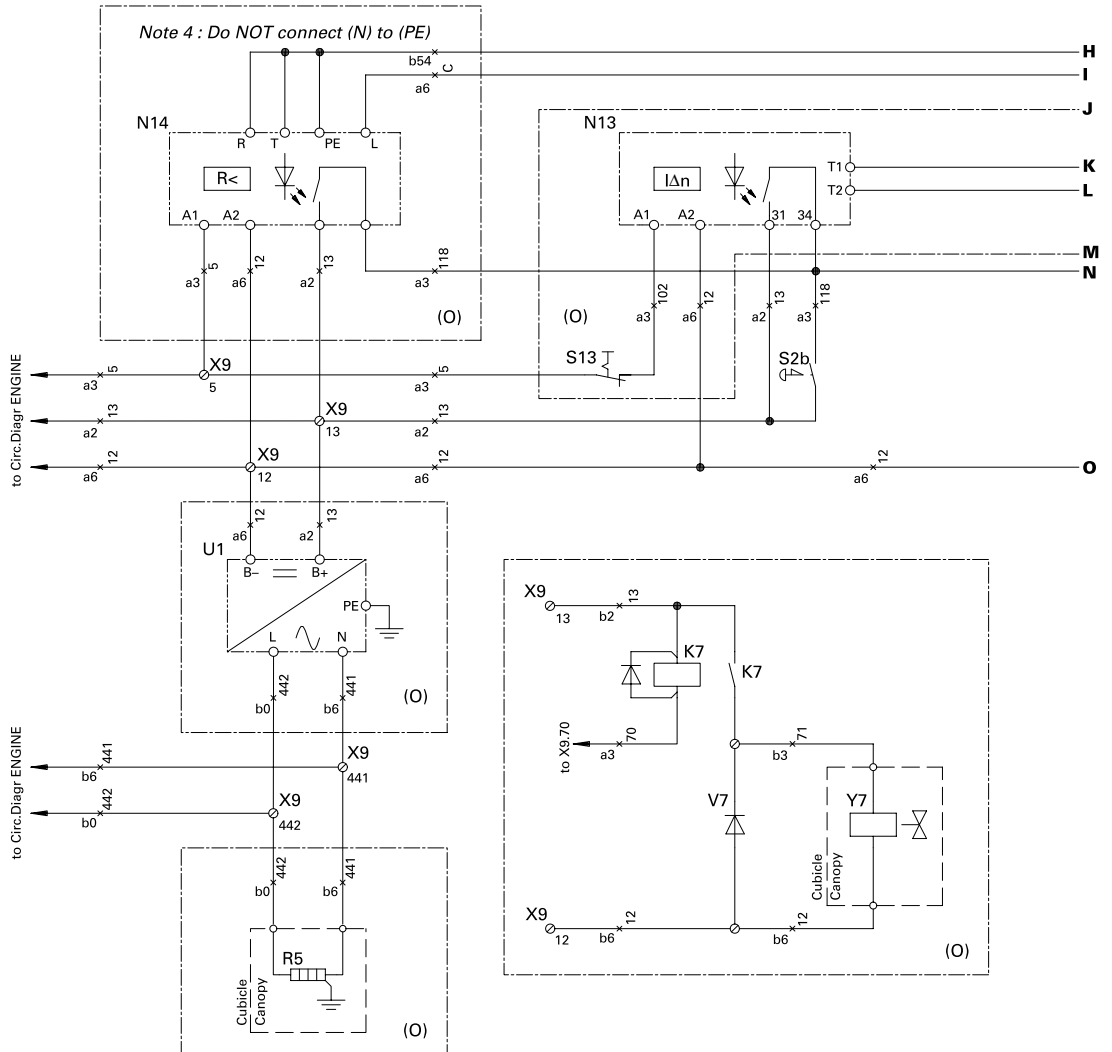 Note 4 : Do NOT connect (N) to (PE)
H
b54
C
I
a6
J
N14
N13
R T PE L
T1 K
R<
I∆n
T2 L
A1 A2
A1 A2 31 34
M
5 12 13 118
N
a3 a6 a2 a3
102 12 13 118
a3 a6 a2 a3
(O)
(O)
S13
S2b
to Circ.Diagr ENGINE
5 X9 5
a3 5 a3
13 X9 13
a2 13 a2
12 X9 12 12 O
a6 12 a6 a6
12 13
a6 a2
U1
B– B+
PE
L N
442 441
b0 b6
(O)
X9 13
13 b2
K7
K7
to X9.70
70
a3
71
b3
V7
Y7
Cubicle
Canopy
X9 12 12
12 b6 b6
(O)
to Circ.Diagr ENGINE
441 X9
b6 441
442 X9
b0 442
442 441
b0 b6
R5
Cubicle
Canopy
(O)